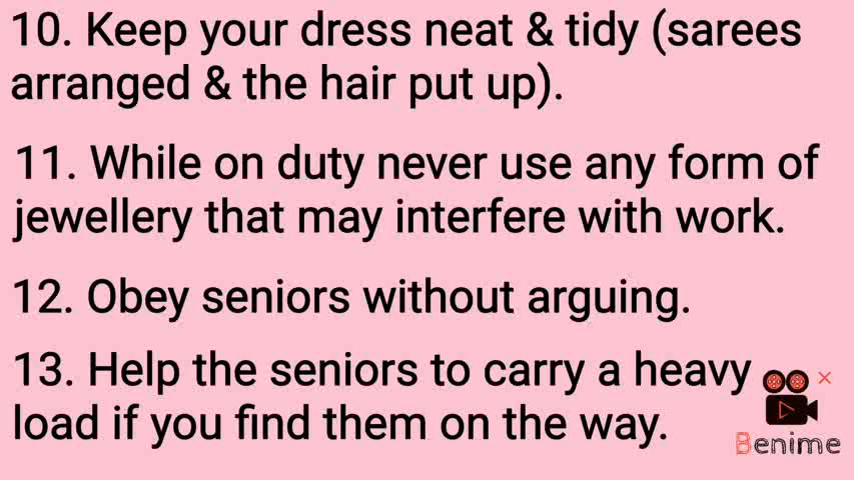 10. Keep your dress neat & tidy (sarees
arranged & the hair put up).
11. While on duty never use any form of
jewellery that may interfere with work.
12. Obey seniors without arguing.
13. Help the seniors to carry a heavy
load if you find them on the way.
Benime